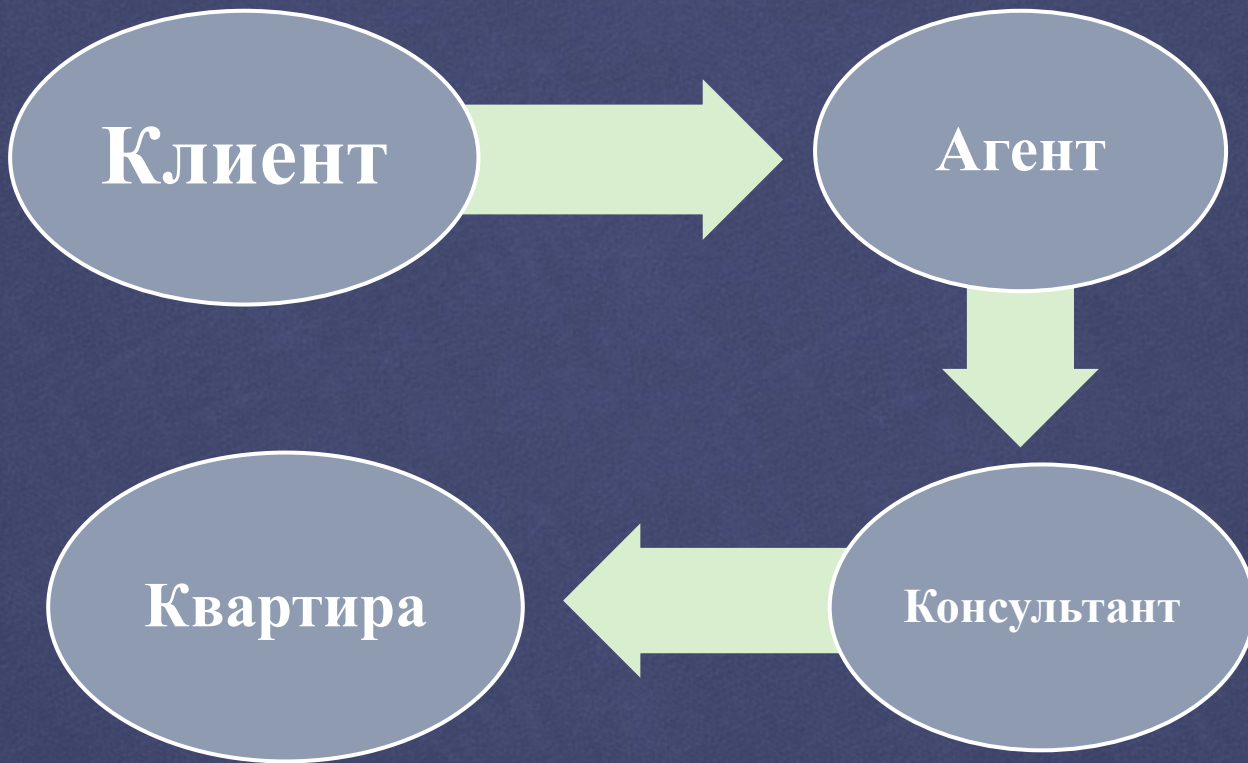 Клиент
Агент
Консультант
Квартира